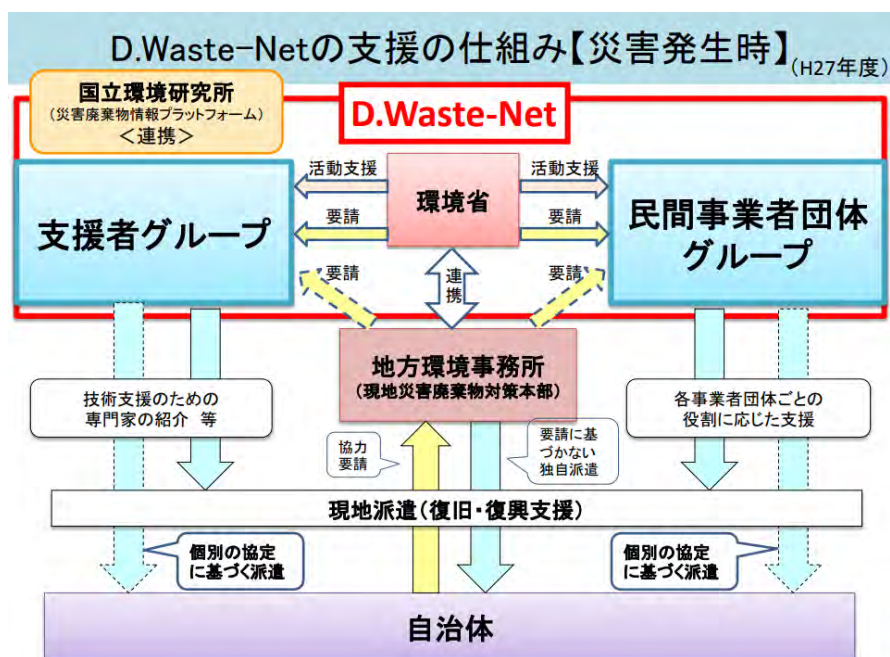 D.Waste-Netの支援の仕組み【災害発生時】(H27年度)
国立環境研究所
(災害廃棄物情報プラットフォーム)
<連携>
D.Waste-Net
支援者グループ
活動支援
要請
環境省
活動支援
要請
民間事業者団体
グループ
要請
連携
要請
地方環境事務所
(現地災害廃棄物対策本部)
技術支援のための
専門家の紹介 等
各事業者団体ごとの
役割に応じた支援
協力
要請
要請に基
づかない
独自派遣
現地派遣(復旧・復興支援)
個別の協定
に基づく派遣
個別の協定
に基づく派遣
自治体